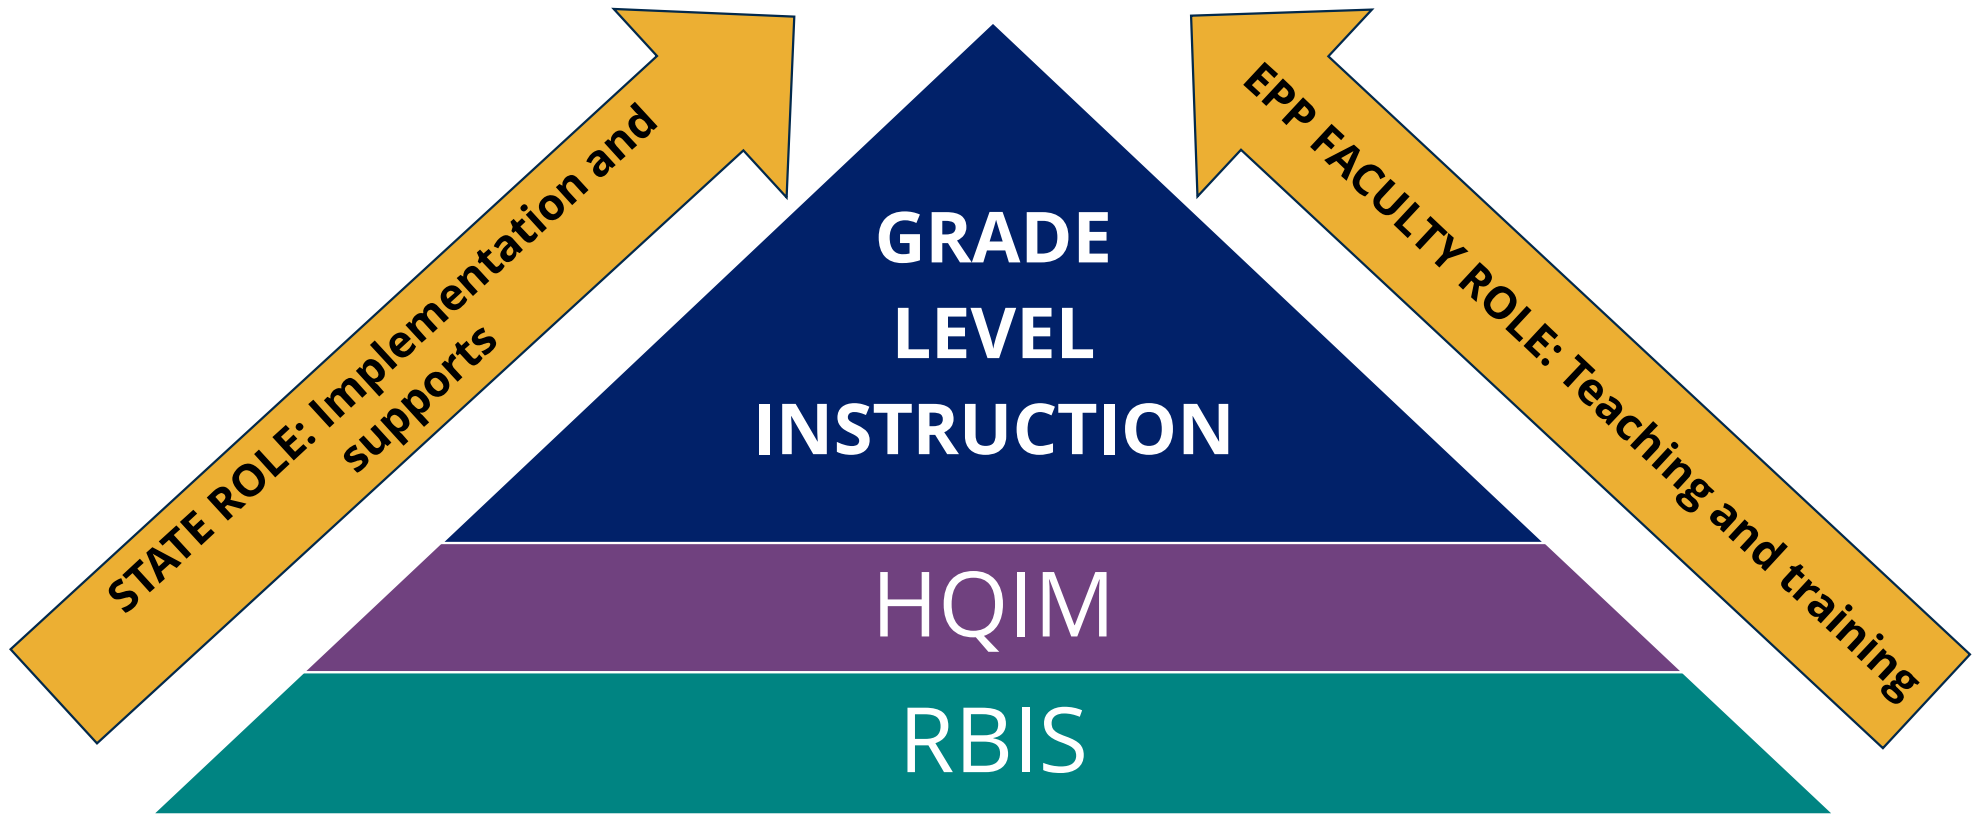 STATE ROLE: Implementation and
supports
GRADE
LEVEL
INSTRUCTION
HQIM
RBIS
EPP FACULTY ROLE: Teaching and training